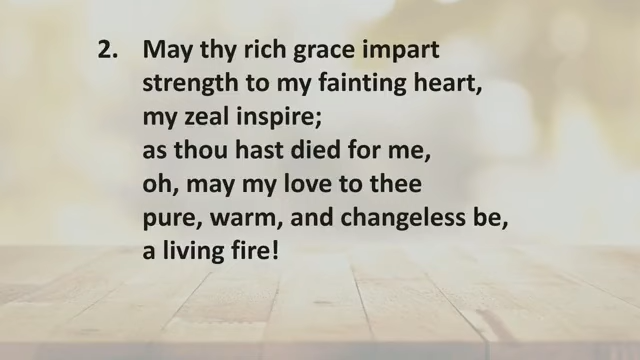 2. May thy rich grace impart
strength to my fainting heart,
my zeal inspire;
as thou hast died for me,
oh, may my love to thee
pure, warm, and changeless be,
a living fire!